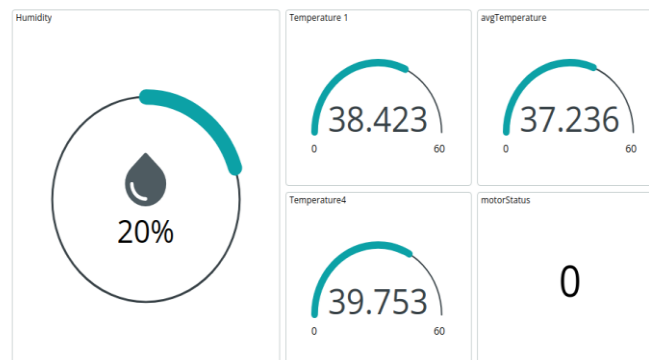 Humidity
20%
Temperature 1
38.423
0 60
avgTemperature
37.236
0 60
Temperature4
39.753
0 60
motorStatus
0